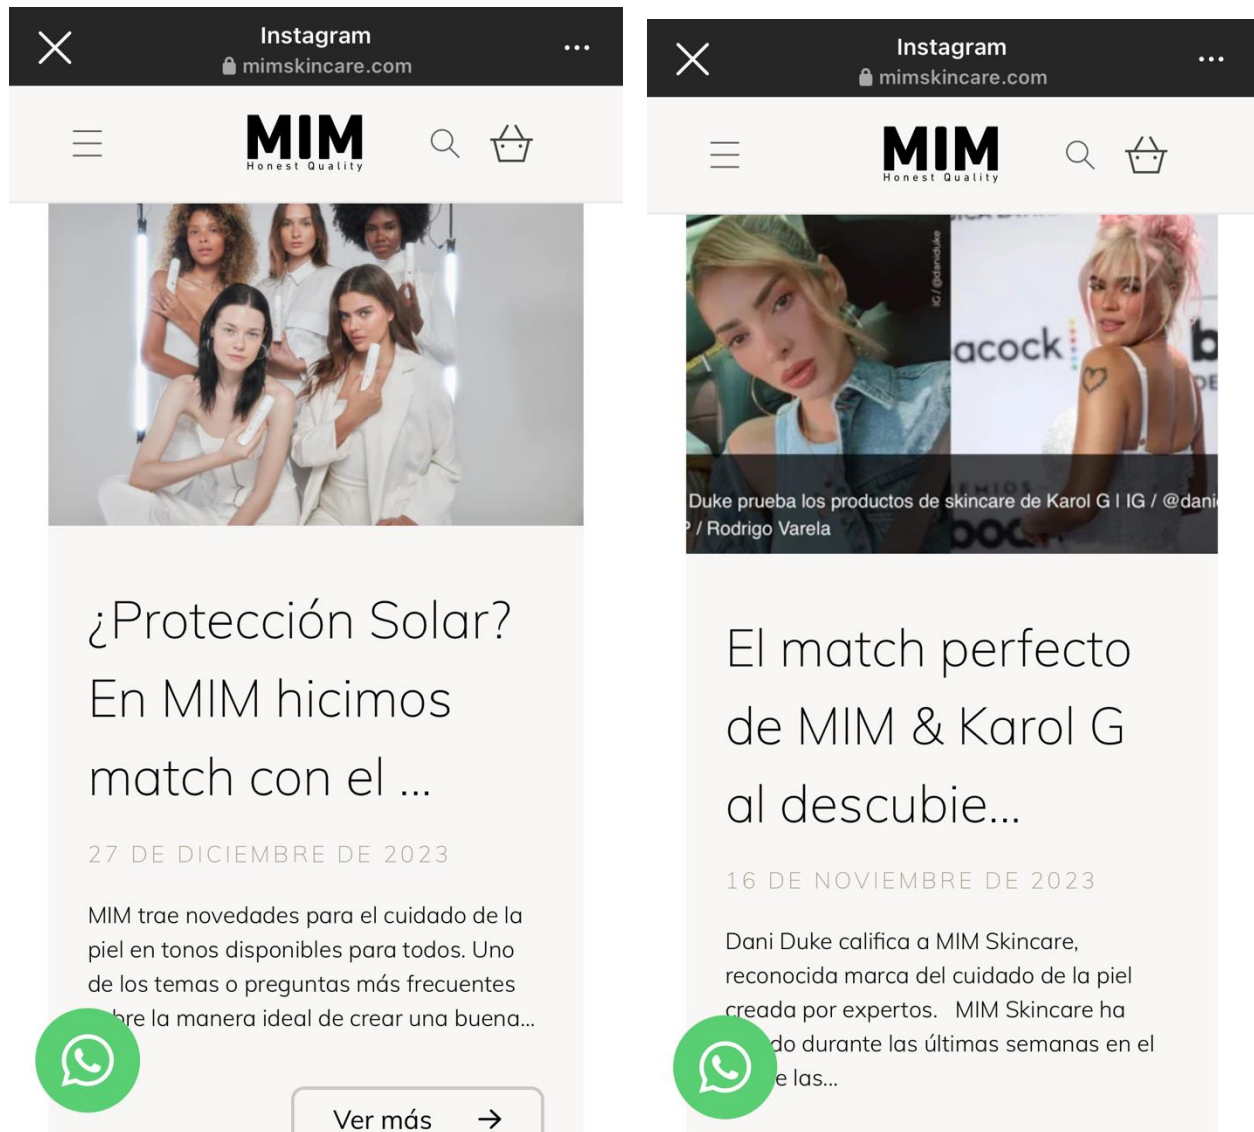 Instagram
mimskincare.com
MIM
Honest Quality
¿Protección Solar?
En MIM hicimos
match con el ...
27 DE DICIEMBRE DE 2023
MIM trae novedades para el cuidado de la
piel en tonos disponibles para todos. Uno
de los temas o preguntas más frecuentes
la manera ideal de crear una buena...
Ver más →
Instagram
mimskincare.com
MIM
Honest Quality
IG / @daniduke
acock
Duke prueba los productos de skincare de Karol G | IG / @dani
/ Rodrigo Varela
El match perfecto
de MIM & Karol G
al descubie...
16 DE NOVIEMBRE DE 2023
Dani Duke califica a MIM Skincare,
reconocida marca del cuidado de la piel
creada por expertos. MIM Skincare ha
do durante las últimas semanas en el
e las...